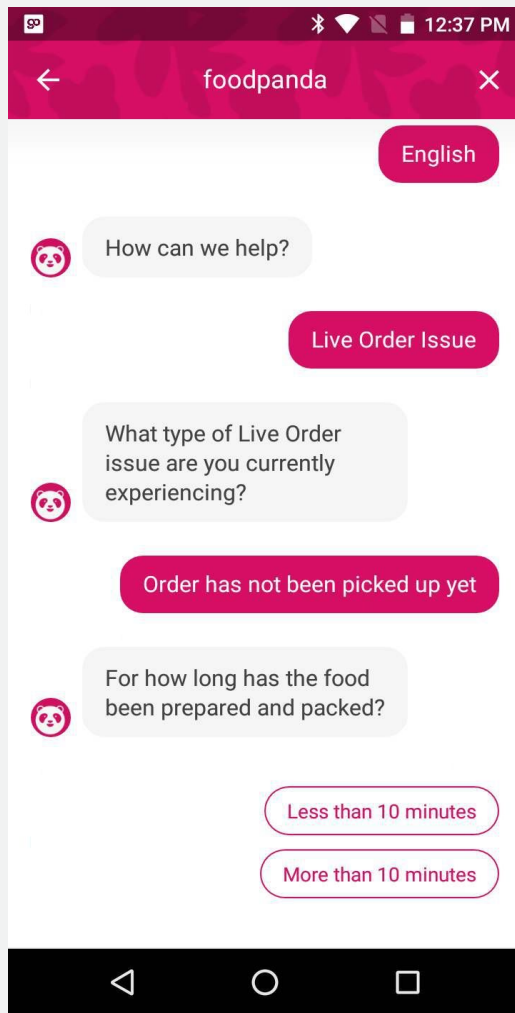 go
12:37 PM
foodpanda
English
How can we help?
Live Order Issue
What type of Live Order
issue are you currently
experiencing?
Order has not been picked up yet
For how long has the food
been prepared and packed?
Less than 10 minutes
More than 10 minutes